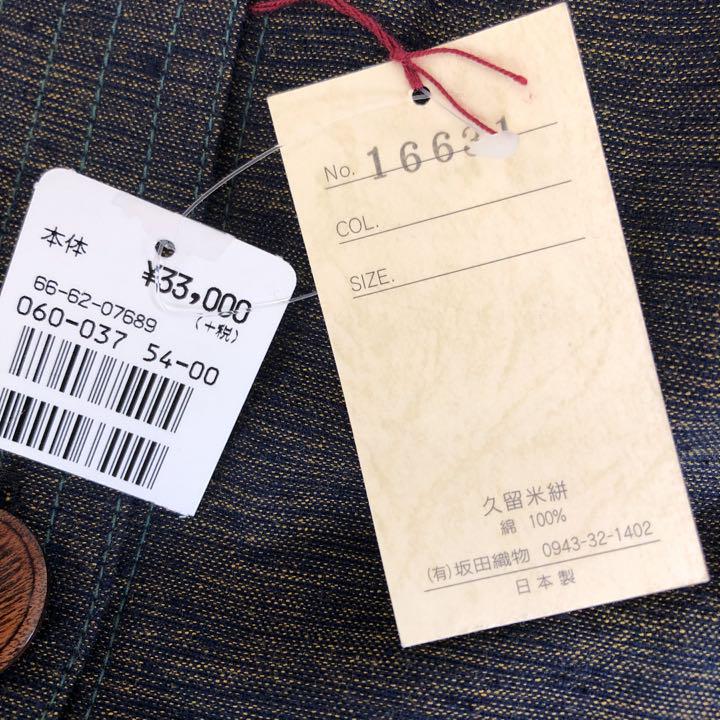 本体
¥33,000
(+税)
66-62-07689
060-037 54-00
No. 16631
COL.
SIZE.
久留米絣
綿 100%
(有)坂田織物 0943-32-1402
日本製